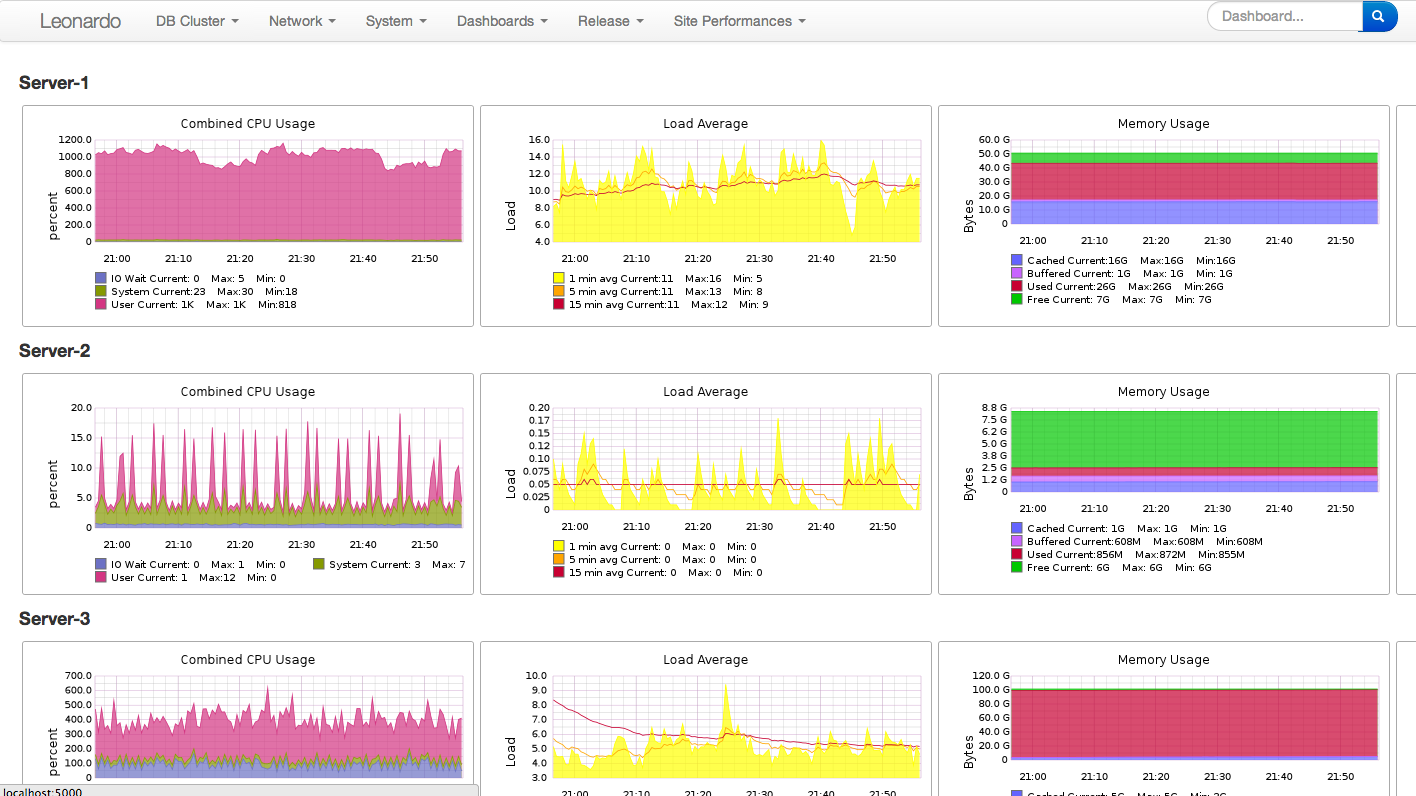 Leonardo DB Cluster Network System Dashboards Release Site Performances Dashboard...
Server-1
Combined CPU Usage
1200.0
1000.0
800.0
600.0
400.0
200.0
0
percent
21:00 21:10 21:20 21:30 21:40 21:50
IO Wait Current: 0 Max: 5 Min: 0
System Current:23 Max:30 Min:18
User Current: 1K Max: 1K Min:818
Load Average
16.0
14.0
12.0
10.0
8.0
6.0
4.0
Load
21:00 21:10 21:20 21:30 21:40 21:50
1 min avg Current:11 Max:16 Min: 5
5 min avg Current:11 Max:13 Min: 8
15 min avg Current:11 Max:12 Min: 9
Memory Usage
60.0 G
50.0 G
40.0 G
30.0 G
20.0 G
10.0 G
0
Bytes
21:00 21:10 21:20 21:30 21:40 21:50
Cached Current:16G Max:16G Min:16G
Buffered Current: 1G Max: 1G Min: 1G
Used Current:26G Max:26G Min:26G
Free Current: 7G Max: 7G Min: 7G
Server-2
Combined CPU Usage
20.0
15.0
10.0
5.0
0
percent
21:00 21:10 21:20 21:30 21:40 21:50
IO Wait Current: 0 Max: 1 Min: 0 System Current: 3 Max: 7
User Current: 1 Max:12 Min: 0
Load Average
0.20
0.17
0.15
0.12
0.10
0.075
0.05
0.025
0
Load
21:00 21:10 21:20 21:30 21:40 21:50
1 min avg Current: 0 Max: 0 Min: 0
5 min avg Current: 0 Max: 0 Min: 0
15 min avg Current: 0 Max: 0 Min: 0
Memory Usage
8.8 G
7.5 G
6.2 G
5.0 G
3.8 G
2.5 G
1.2 G
0
Bytes
21:00 21:10 21:20 21:30 21:40 21:50
Cached Current: 1G Max: 1G Min: 1G
Buffered Current:608M Max:608M Min:608M
Used Current:856M Max:872M Min:855M
Free Current: 6G Max: 6G Min: 6G
Server-3
Combined CPU Usage
700.0
600.0
500.0
400.0
300.0
200.0
100.0
percent
Load Average
10.0
9.0
8.0
7.0
6.0
5.0
4.0
3.0
Load
21:00 21:10 21:20 21:30 21:40 21:50
Memory Usage
120.0 G
100.0 G
80.0 G
60.0 G
40.0 G
20.0 G
0
Bytes
21:00 21:10 21:20 21:30 21:40 21:50
Cached Current: 5G Max: 5G Min: 3G
localhost:5000